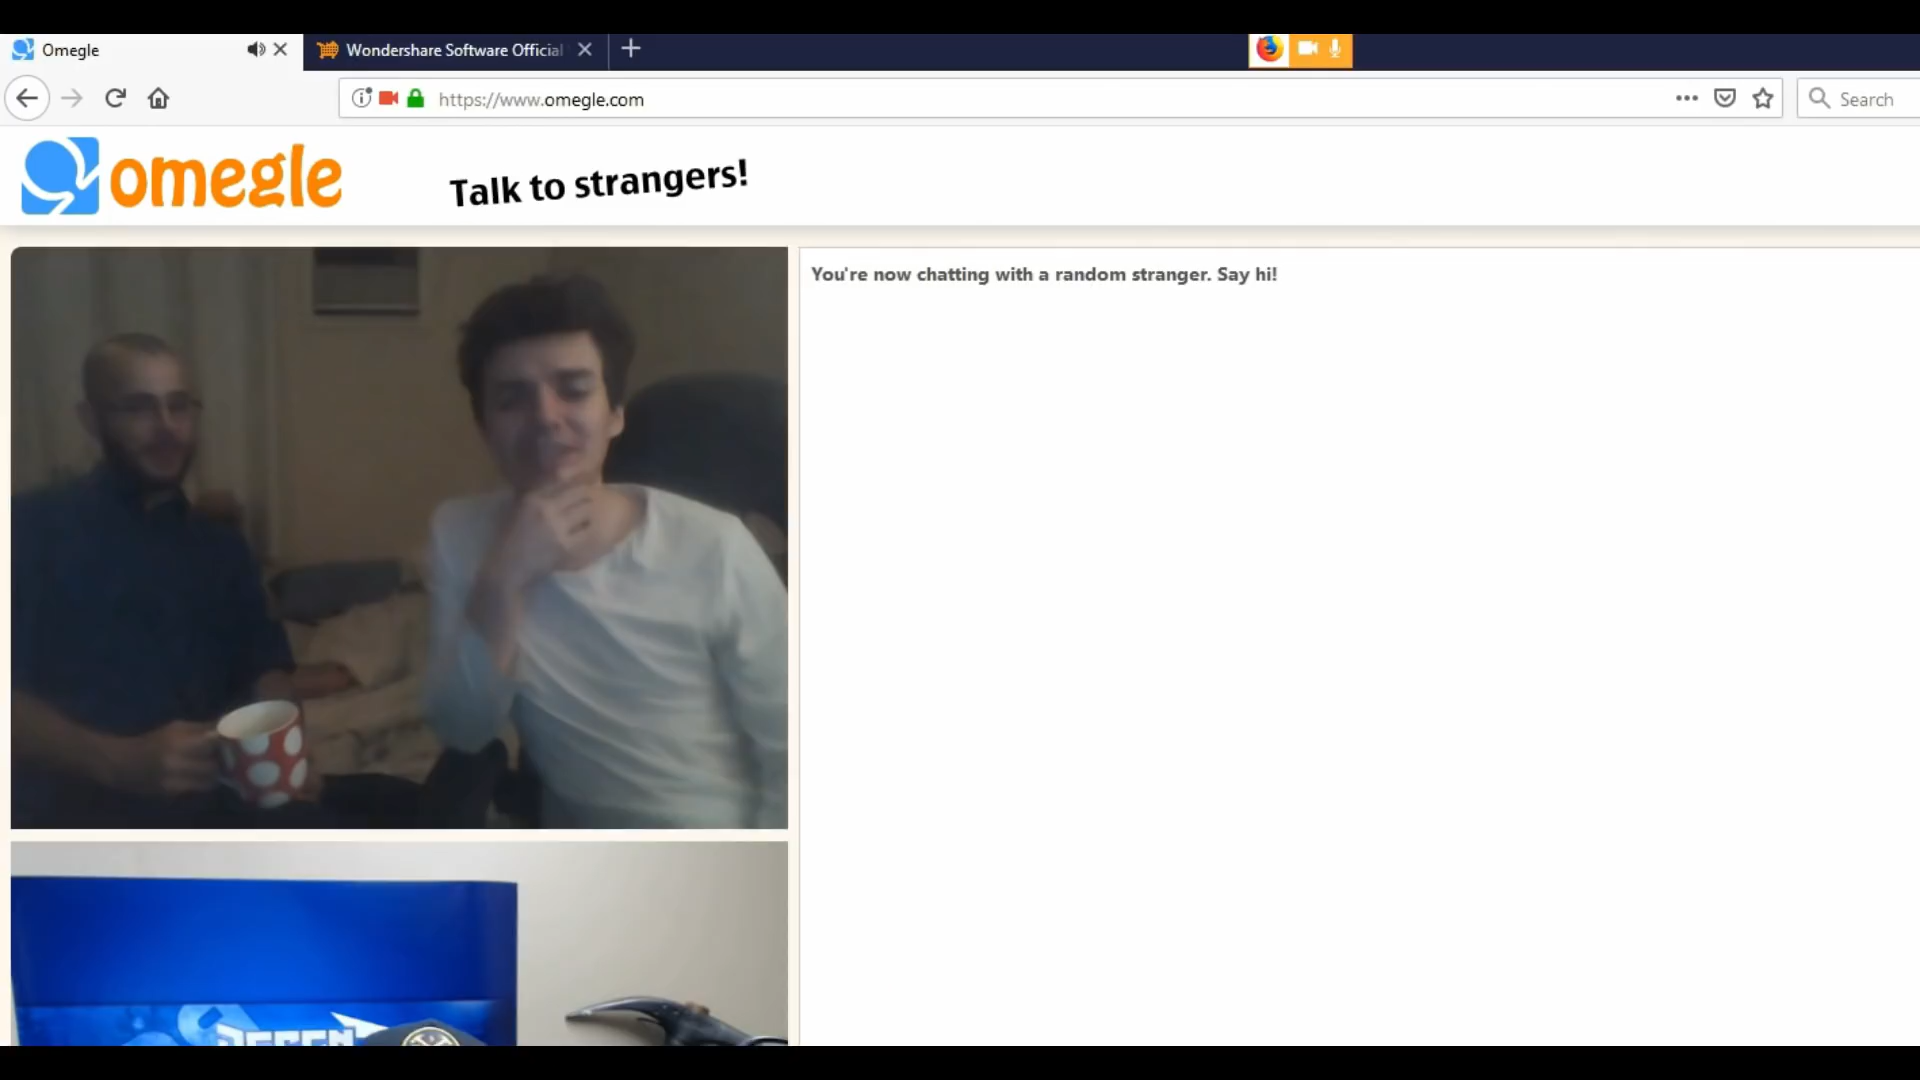 Omegle
Wondershare Software Official
https://www.omegle.com
Search
omegle
Talk to strangers!
You're now chatting with a random stranger. Say hi!